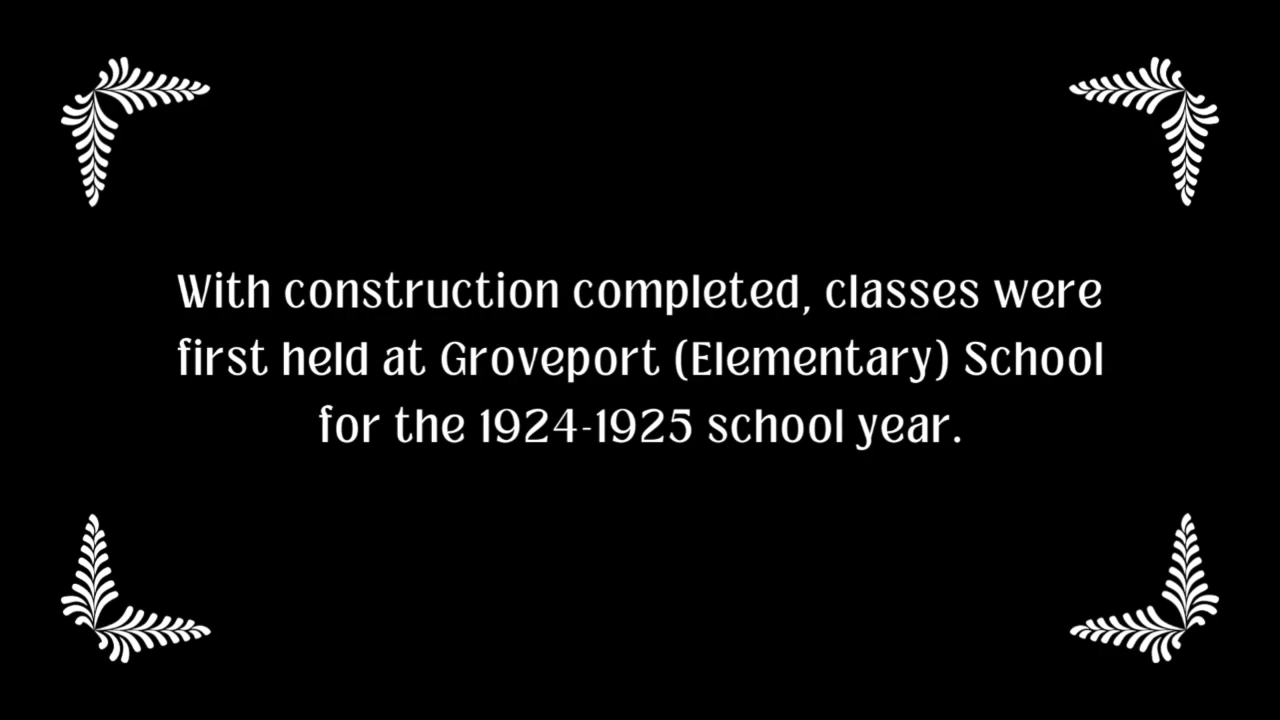 With construction completed, classes were
first held at Groveport (Elementary) School
for the 1924-1925 school year.